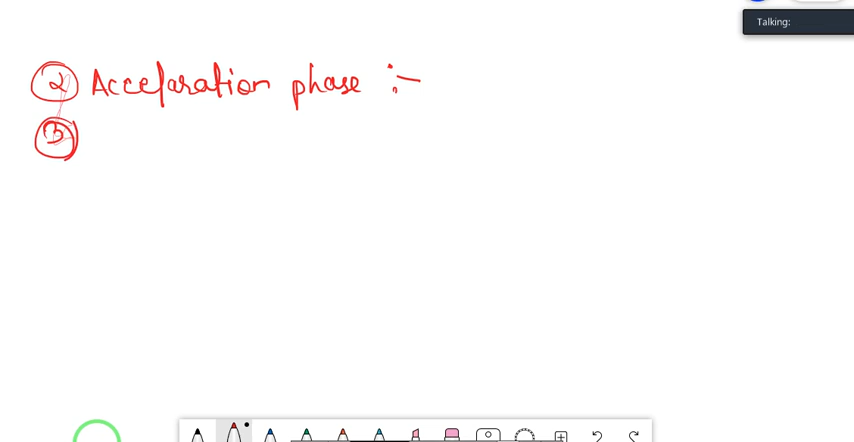 Talking:
② Accelaration phase :-
③